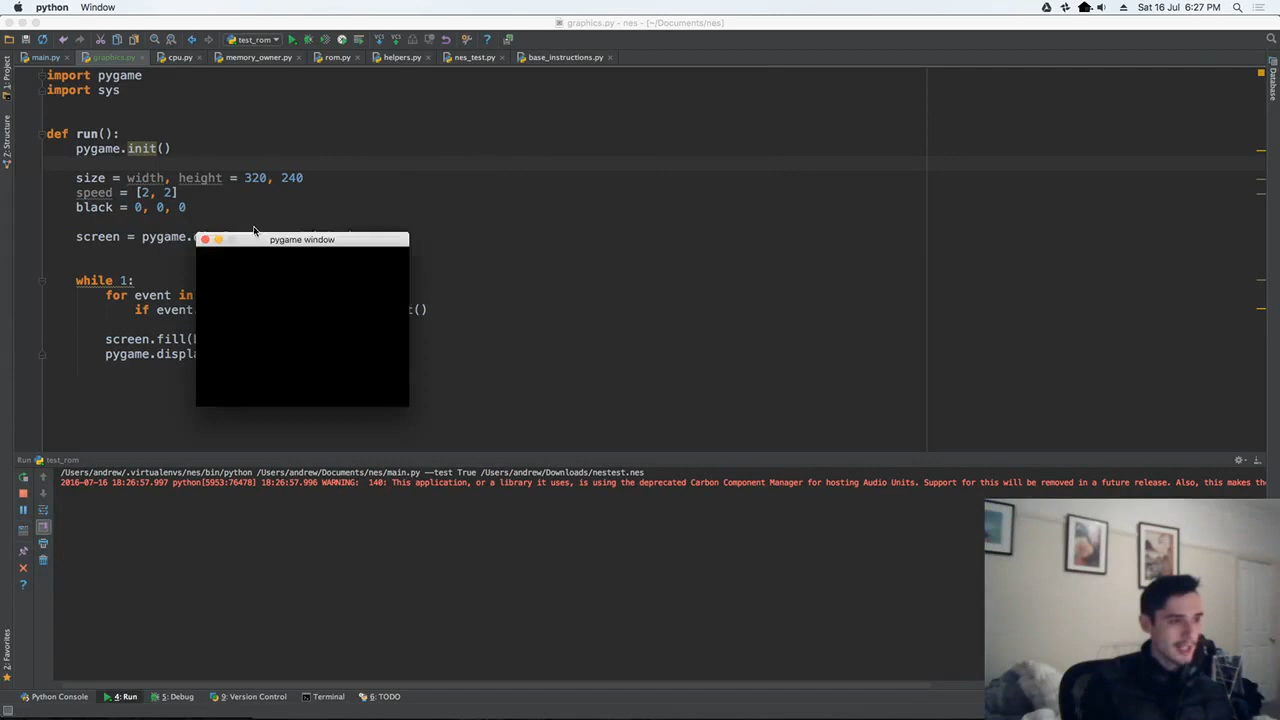 python Window Sat 16 Jul 6:27 PM
graphics.py - nes - [~/Documents/nes]
test_rom
main.py graphics.py cpu.py memory_owner.py rom.py helpers.py nes_test.py base_instructions.py
1: Project
Z: Structure
2: Favorites
Database
import pygame
import sys
def run():
pygame.init()
size = width, height = 320, 240
speed = [2, 2]
black = 0, 0, 0
screen = pygame.
pygame window
while 1:
for event in
if event. t()
screen.fill(
pygame.displa
Run test_rom
/Users/andrew/.virtualenvs/nes/bin/python /Users/andrew/Documents/nes/main.py --test True /Users/andrew/Downloads/nestest.nes
2016-07-16 18:26:57.997 python[5953:76478] 18:26:57.996 WARNING: 140: This application, or a library it uses, is using the deprecated Carbon Component Manager for hosting Audio Units. Support for this will be removed in a future release. Also, this makes the
Python Console 4: Run 5: Debug 9: Version Control Terminal 6: TODO